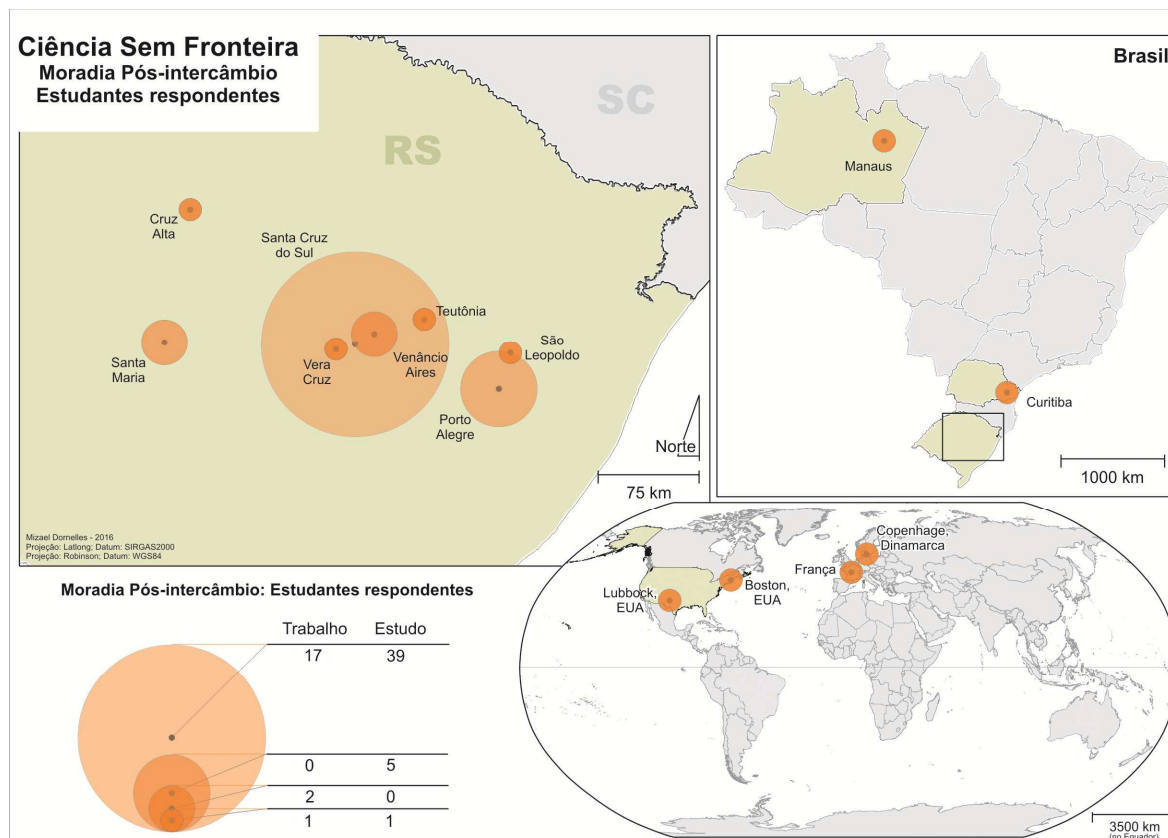 Ciência Sem Fronteira
Moradia Pós-intercâmbio
Estudantes respondentes
SC
RS
Cruz
Alta
Santa Cruz
do Sul
Teutônia
São
Leopoldo
Santa
Maria
Vera
Cruz
Venâncio
Aires
Porto
Alegre
Norte
75 km
Mizael Dornelles - 2016
Projeção: Latlong; Datum: SIRGAS2000
Projeção: Robinson; Datum: WGS84
Brasil
Manaus
Curitiba
1000 km
Copenhage,
Dinamarca
França
Boston,
EUA
Lubbock,
EUA
3500 km
(no Equador)
Moradia Pós-intercâmbio: Estudantes respondentes
Trabalho Estudo
17 39
0 5
2 0
1 1